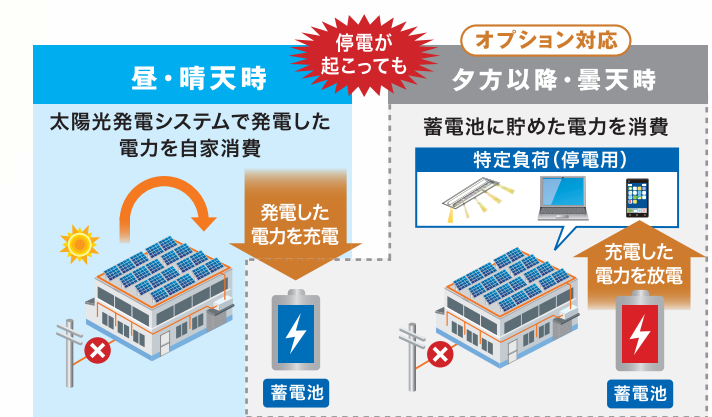 停電が
起こっても
オプション対応
昼・晴天時
夕方以降・曇天時
太陽光発電システムで発電した
電力を自家消費
蓄電池に貯めた電力を消費
特定負荷(停電用)
発電した
電力を充電
充電した
電力を放電
蓄電池
蓄電池